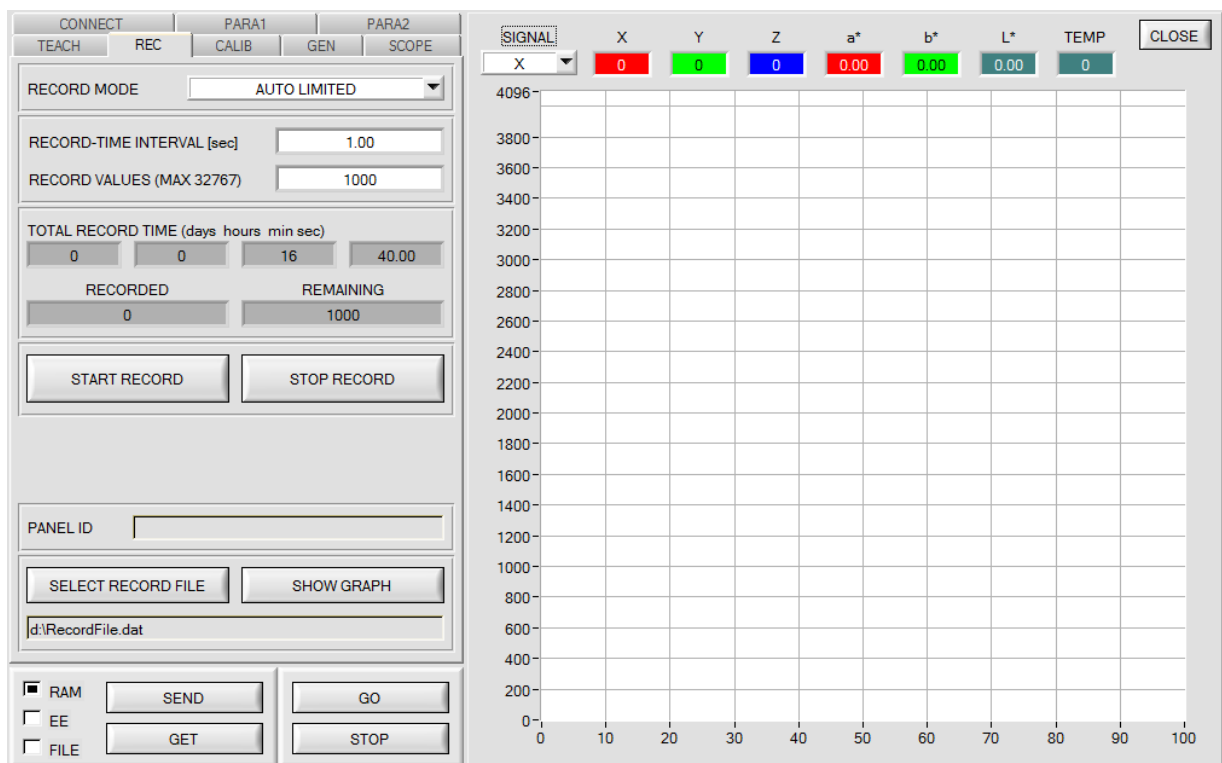 CONNECT PARA1 PARA2
TEACH REC CALIB GEN SCOPE
RECORD MODE AUTO LIMITED
RECORD-TIME INTERVAL [sec] 1.00
RECORD VALUES (MAX 32767) 1000
TOTAL RECORD TIME (days hours min sec)
0 0 16 40.00
RECORDED REMAINING
0 1000
START RECORD STOP RECORD
PANEL ID
SELECT RECORD FILE SHOW GRAPH
d:\RecordFile.dat
RAM SEND GO
EE
FILE GET STOP
SIGNAL X Y Z a* b* L* TEMP CLOSE
X 0 0 0 0.00 0.00 0.00 0
4096
3800
3600
3400
3200
3000
2800
2600
2400
2200
2000
1800
1600
1400
1200
1000
800
600
400
200
0
0 10 20 30 40 50 60 70 80 90 100